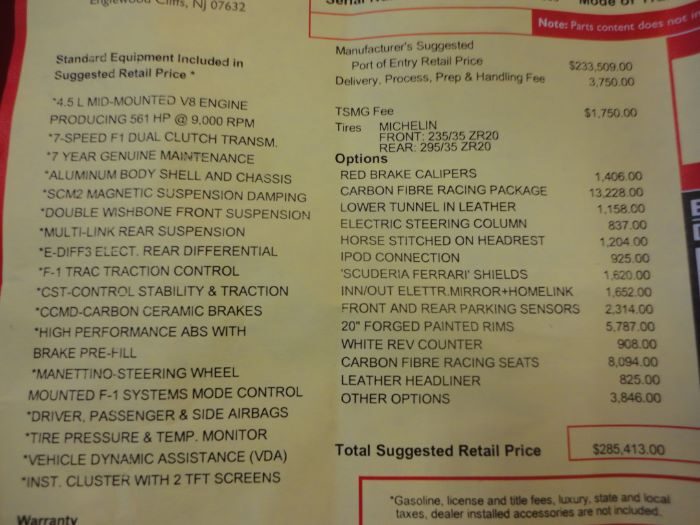 Englewood Cliffs, NJ 07632
Note: Parts content does not in
Standard Equipment Included in
Suggested Retail Price *
*4.5 L MID-MOUNTED V8 ENGINE
PRODUCING 561 HP @ 9,000 RPM
*7-SPEED F1 DUAL CLUTCH TRANSM.
*7 YEAR GENUINE MAINTENANCE
*ALUMINUM BODY SHELL AND CHASSIS
*SCM2 MAGNETIC SUSPENSION DAMPING
*DOUBLE WISHBONE FRONT SUSPENSION
*MULTI-LINK REAR SUSPENSION
*E-DIFF3 ELECT. REAR DIFFERENTIAL
*F-1 TRAC TRACTION CONTROL
*CST-CONTROL STABILITY & TRACTION
*CCMD-CARBON CERAMIC BRAKES
*HIGH PERFORMANCE ABS WITH
BRAKE PRE-FILL
*MANETTINO-STEERING WHEEL
MOUNTED F-1 SYSTEMS MODE CONTROL
*DRIVER, PASSENGER & SIDE AIRBAGS
*TIRE PRESSURE & TEMP. MONITOR
*VEHICLE DYNAMIC ASSISTANCE (VDA)
*INST. CLUSTER WITH 2 TFT SCREENS
Warranty
Manufacturer's Suggested
Port of Entry Retail Price $233,509.00
Delivery, Process, Prep & Handling Fee 3,750.00
TSMG Fee $1,750.00
Tires MICHELIN
FRONT: 235/35 ZR20
REAR: 295/35 ZR20
Options
RED BRAKE CALIPERS 1,406.00
CARBON FIBRE RACING PACKAGE 13,228.00
LOWER TUNNEL IN LEATHER 1,158.00
ELECTRIC STEERING COLUMN 837.00
HORSE STITCHED ON HEADREST 1,204.00
IPOD CONNECTION 925.00
'SCUDERIA FERRARI' SHIELDS 1,620.00
INN/OUT ELETTR.MIRROR+HOMELINK 1,652.00
FRONT AND REAR PARKING SENSORS 2,314.00
20" FORGED PAINTED RIMS 5,787.00
WHITE REV COUNTER 908.00
CARBON FIBRE RACING SEATS 8,094.00
LEATHER HEADLINER 825.00
OTHER OPTIONS 3,846.00
Total Suggested Retail Price $285,413.00
*Gasoline, license and title fees, luxury, state and local
taxes, dealer installed accessories are not included.